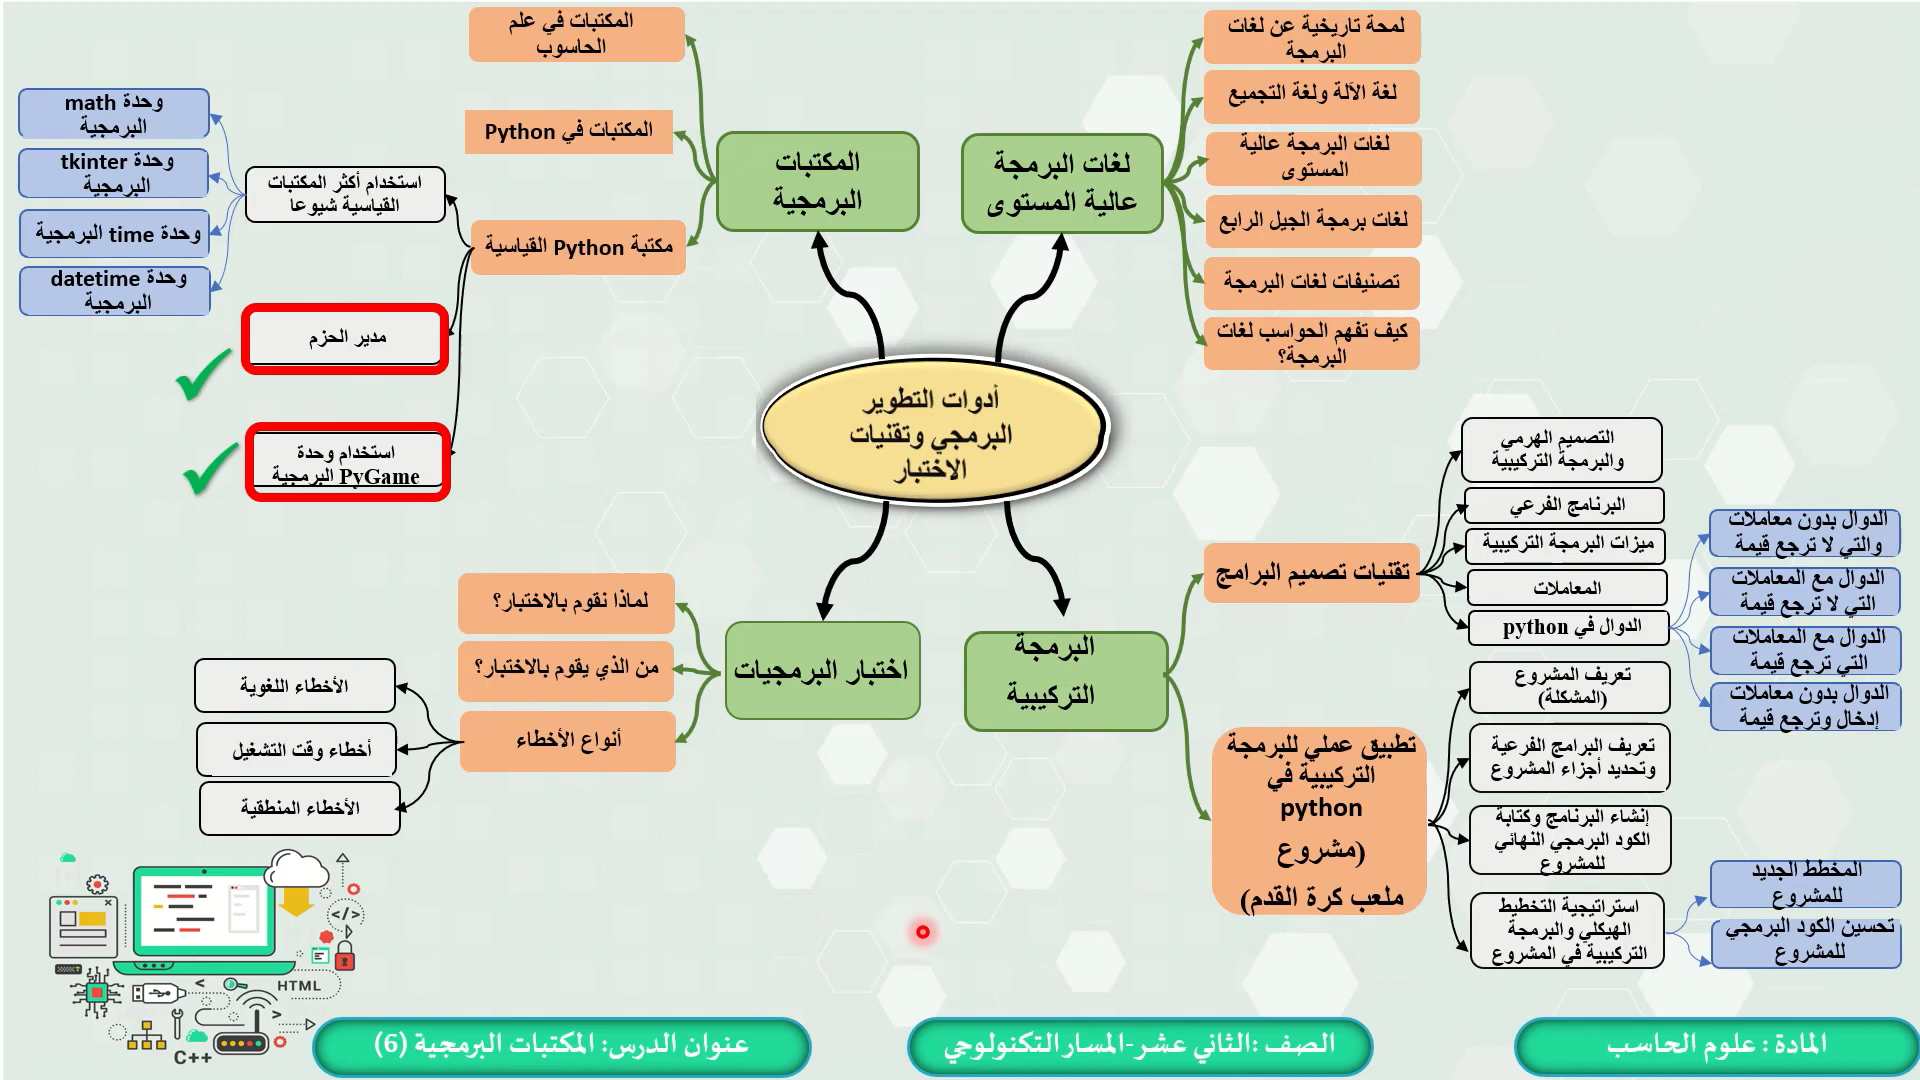 أدوات التطوير
البرمجي وتقنيات
الاختبار
لغات البرمجة
عالية المستوى
لمحة تاريخية عن لغات
البرمجة
لغة الآلة ولغة التجميع
لغات البرمجة عالية
المستوى
لغات برمجة الجيل الرابع
تصنيفات لغات البرمجة
كيف تفهم الحواسب لغات
البرمجة؟
المكتبات
البرمجية
المكتبات في علم
الحاسوب
المكتبات في Python
مكتبة Python القياسية
استخدام أكثر المكتبات
القياسية شيوعا
وحدة math
البرمجية
وحدة tkinter
البرمجية
وحدة time البرمجية
وحدة datetime
البرمجية
مدير الحزم
استخدام وحدة
PyGame البرمجية
البرمجة
التركيبية
تقنيات تصميم البرامج
التصميم الهرمي
والبرمجة التركيبية
البرنامج الفرعي
ميزات البرمجة التركيبية
المعاملات
الدوال في python
الدوال بدون معاملات
والتي لا ترجع قيمة
الدوال مع المعاملات
التي لا ترجع قيمة
الدوال مع المعاملات
التي ترجع قيمة
الدوال بدون معاملات
إدخال وترجع قيمة
تطبيق عملي للبرمجة
التركيبية في
python
(مشروع
ملعب كرة القدم)
تعريف المشروع
(المشكلة)
تعريف البرامج الفرعية
وتحديد أجزاء المشروع
إنشاء البرنامج وكتابة
الكود البرمجي النهائي
للمشروع
استراتيجية التخطيط
الهيكلي والبرمجة
التركيبية في المشروع
المخطط الجديد
للمشروع
تحسين الكود البرمجي
للمشروع
اختبار البرمجيات
لماذا نقوم بالاختبار؟
من الذي يقوم بالاختبار؟
أنواع الأخطاء
الأخطاء اللغوية
أخطاء وقت التشغيل
الأخطاء المنطقية
</>
HTML
C++
المادة : علوم الحاسب
الصف :الثاني عشر-المسار التكنولوجي
عنوان الدرس: المكتبات البرمجية (6)